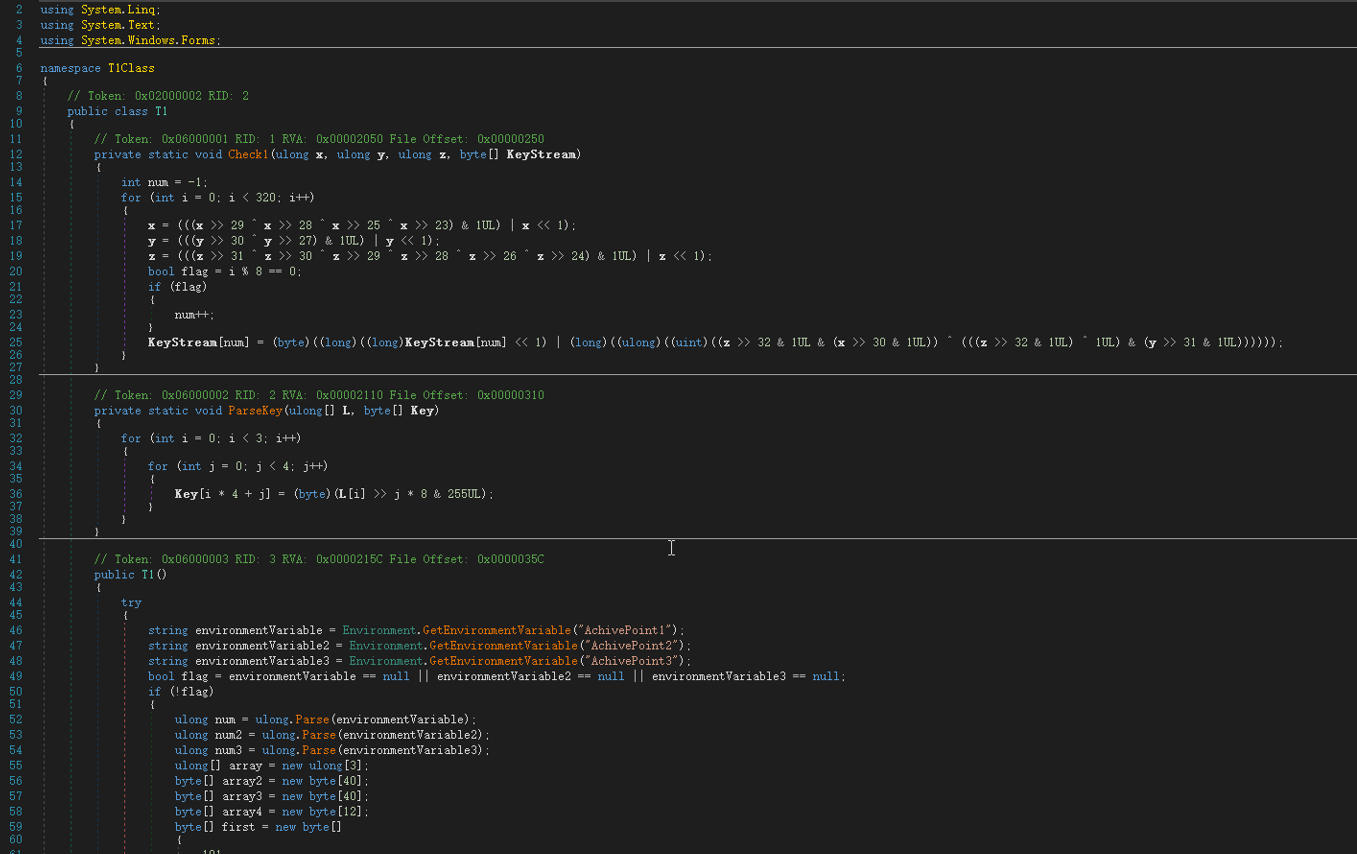 2 using System.Linq;
3 using System.Text;
4 using System.Windows.Forms;
5
6 namespace T1Class
7 {
8 // Token: 0x02000002 RID: 2
9 public class T1
10 {
11 // Token: 0x06000001 RID: 1 RVA: 0x00002050 File Offset: 0x00000250
12 private static void Check1(ulong x, ulong y, ulong z, byte[] KeyStream)
13 {
14 int num = -1;
15 for (int i = 0; i < 320; i++)
16 {
17 x = (((x >> 29 ^ x >> 28 ^ x >> 25 ^ x >> 23) & 1UL) | x << 1);
18 y = (((y >> 30 ^ y >> 27) & 1UL) | y << 1);
19 z = (((z >> 31 ^ z >> 30 ^ z >> 29 ^ z >> 28 ^ z >> 26 ^ z >> 24) & 1UL) | z << 1);
20 bool flag = i % 8 == 0;
21 if (flag)
22 {
23 num++;
24 }
25 KeyStream[num] = (byte)((long)((long)KeyStream[num] << 1) | (long)((ulong)((uint)((z >> 32 & 1UL & (x >> 30 & 1UL)) ^ (((z >> 32 & 1UL) ^ 1UL) & (y >> 31 & 1UL))))));
26 }
27 }
28
29 // Token: 0x06000002 RID: 2 RVA: 0x00002110 File Offset: 0x00000310
30 private static void ParseKey(ulong[] L, byte[] Key)
31 {
32 for (int i = 0; i < 3; i++)
33 {
34 for (int j = 0; j < 4; j++)
35 {
36 Key[i * 4 + j] = (byte)(L[i] >> j * 8 & 255UL);
37 }
38 }
39 }
40
41 // Token: 0x06000003 RID: 3 RVA: 0x0000215C File Offset: 0x0000035C
42 public T1()
43 {
44 try
45 {
46 string environmentVariable = Environment.GetEnvironmentVariable("AchivePoint1");
47 string environmentVariable2 = Environment.GetEnvironmentVariable("AchivePoint2");
48 string environmentVariable3 = Environment.GetEnvironmentVariable("AchivePoint3");
49 bool flag = environmentVariable == null || environmentVariable2 == null || environmentVariable3 == null;
50 if (!flag)
51 {
52 ulong num = ulong.Parse(environmentVariable);
53 ulong num2 = ulong.Parse(environmentVariable2);
54 ulong num3 = ulong.Parse(environmentVariable3);
55 ulong[] array = new ulong[3];
56 byte[] array2 = new byte[40];
57 byte[] array3 = new byte[40];
58 byte[] array4 = new byte[12];
59 byte[] first = new byte[]
60 {